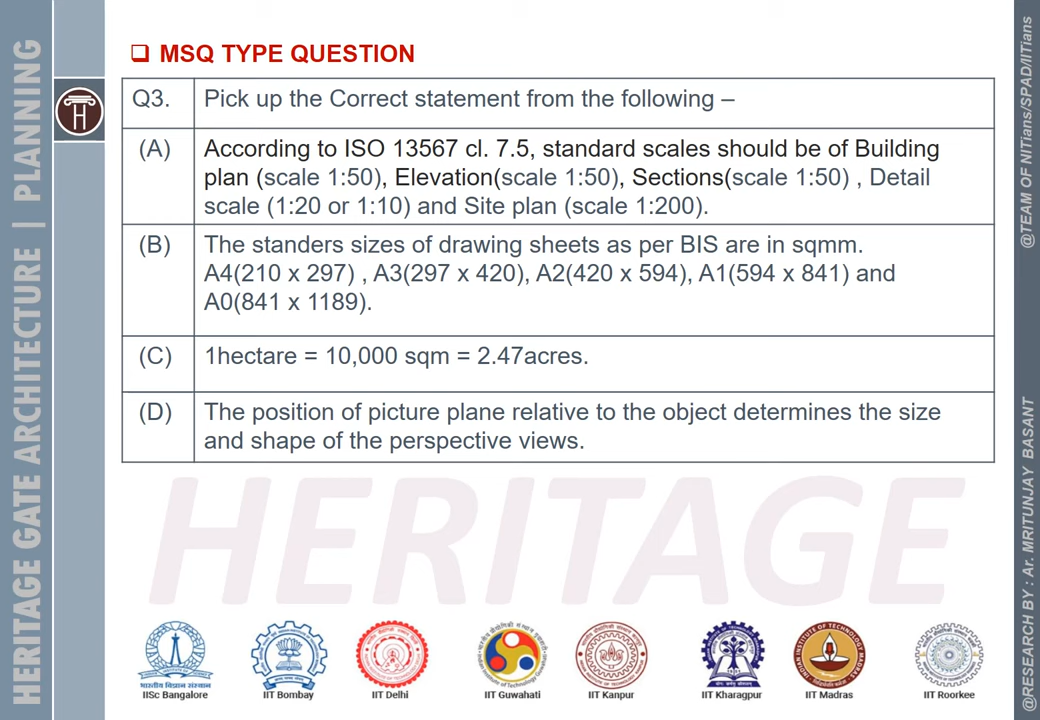 HERITAGE GATE ARCHITECTURE | PLANNING
H
❑ MSQ TYPE QUESTION
Q3. Pick up the Correct statement from the following –
(A) According to ISO 13567 cl. 7.5, standard scales should be of Building
plan (scale 1:50), Elevation(scale 1:50), Sections(scale 1:50) , Detail
scale (1:20 or 1:10) and Site plan (scale 1:200).
(B) The standers sizes of drawing sheets as per BIS are in sqmm.
A4(210 x 297) , A3(297 x 420), A2(420 x 594), A1(594 x 841) and
A0(841 x 1189).
(C) 1hectare = 10,000 sqm = 2.47acres.
(D) The position of picture plane relative to the object determines the size
and shape of the perspective views.
HERITAGE
भारतीय विज्ञान संस्थान
IISc Bangalore
IIT Bombay
IIT Delhi
IIT Guwahati
IIT Kanpur
IIT Kharagpur
IIT Madras
IIT Roorkee
@TEAM OF NITians/SPAD/IITians
@RESEARCH BY : Ar. MRITUNJAY BASANT